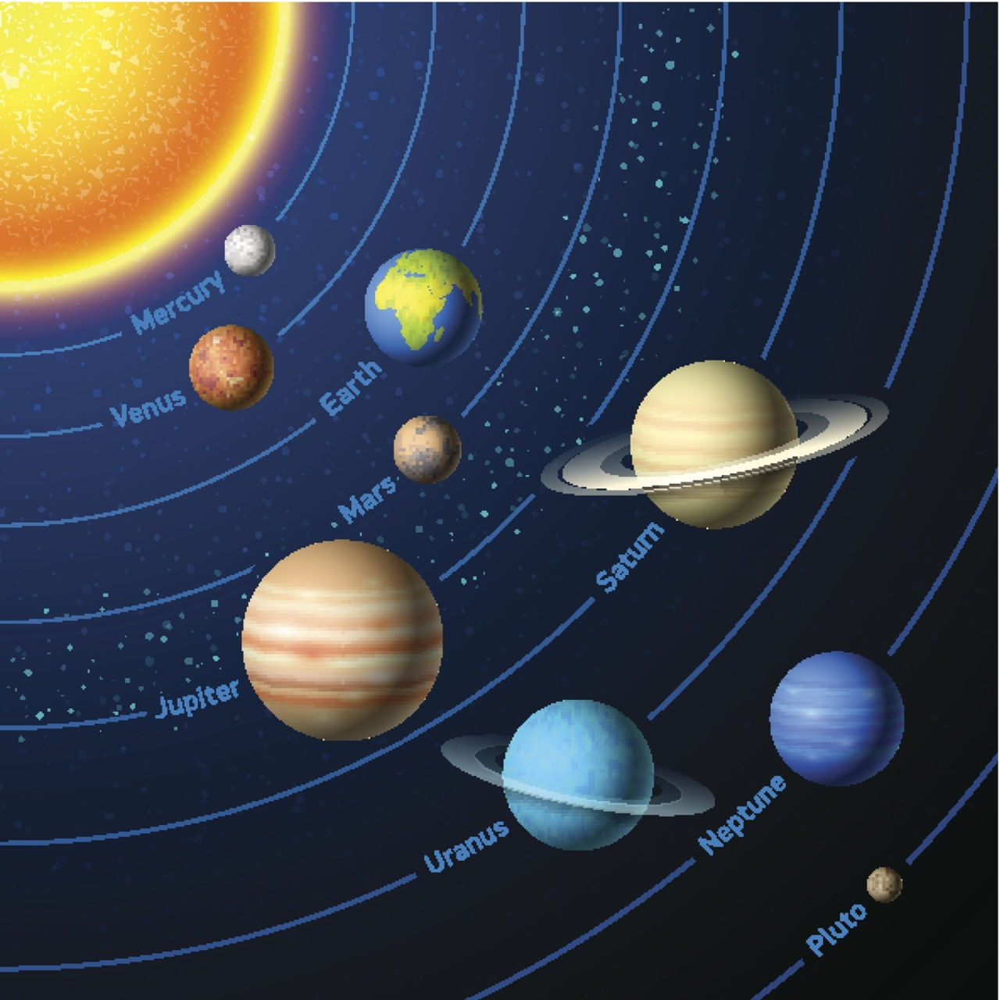 Mercury
Venus
Earth
Mars
Jupiter
Saturn
Uranus
Neptune
Pluto